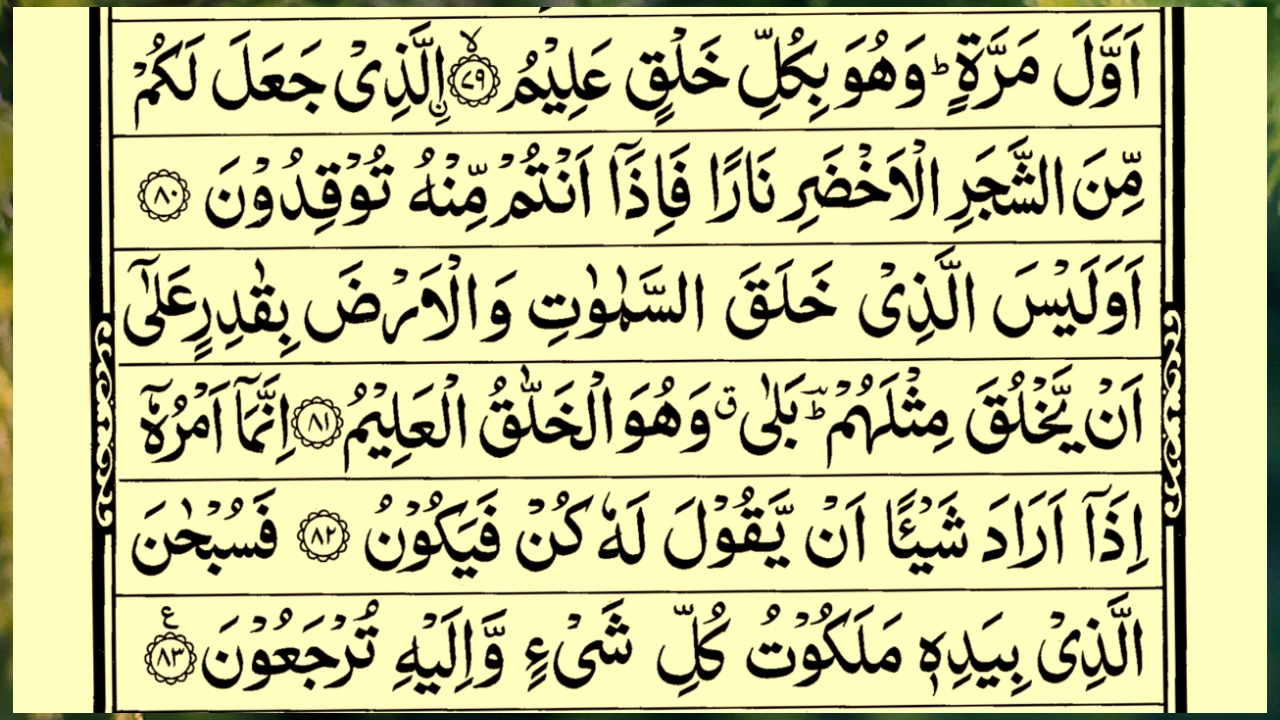 اَوَّلَ مَرَّةٍ ؕ وَهُوَ بِكُلِّ خَلْقٍ عَلِيْمُ ۙ﴿۷۹﴾ اۨلَّذِىْ جَعَلَ لَكُمْ
مِّنَ الشَّجَرِ الْاَخْضَرِ نَارًا فَاِذَاۤ اَنْتُمْ مِّنْهُ تُوْقِدُوْنَ ﴿۸۰﴾
اَوَلَيْسَ الَّذِىْ خَلَقَ السَّمٰوٰتِ وَالْاَرْضَ بِقٰدِرٍ عَلٰۤى
اَنْ يَّخْلُقَ مِثْلَهُمْ ؕؔ بَلٰى ۗ وَهُوَ الْخَلّٰقُ الْعَلِيْمُ ﴿۸۱﴾ اِنَّمَاۤ اَمْرُهٗۤ
اِذَاۤ اَرَادَ شَيْـًٔا اَنْ يَّقُوْلَ لَهٗ كُنْ فَيَكُوْنُ ﴿۸۲﴾ فَسُبْحٰنَ
الَّذِىْ بِيَدِهٖ مَلَكُوْتُ كُلِّ شَىْءٍ وَّاِلَيْهِ تُرْجَعُوْنَ ﴿۸۳﴾ ع